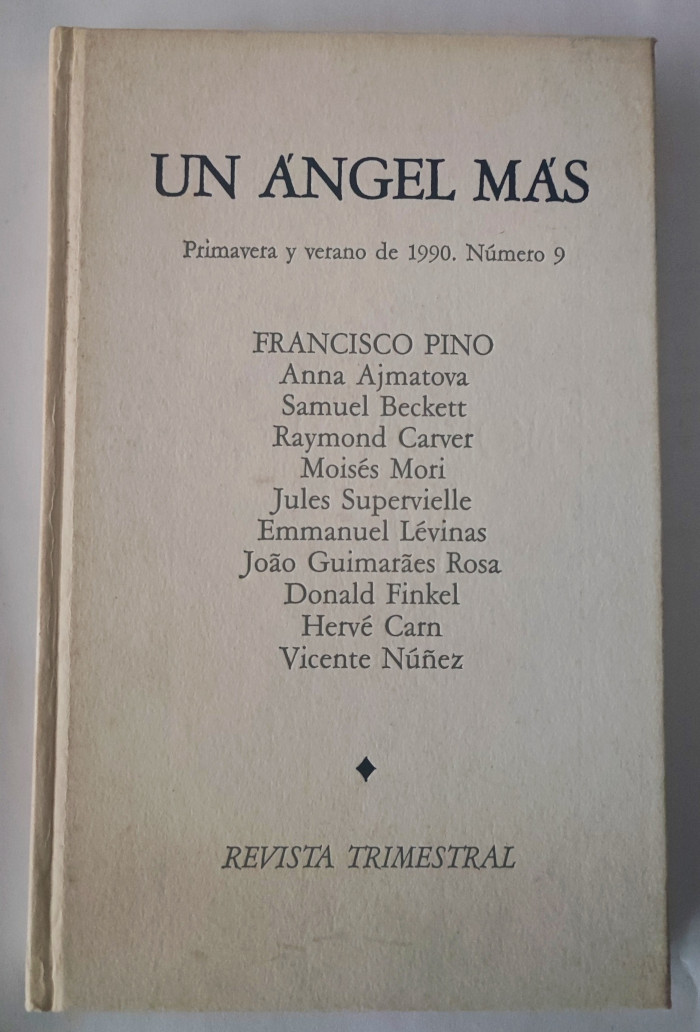 UN ÁNGEL MÁS
Primavera y verano de 1990. Número 9
FRANCISCO PINO
Anna Ajmatova
Samuel Beckett
Raymond Carver
Moisés Mori
Jules Supervielle
Emmanuel Lévinas
João Guimarães Rosa
Donald Finkel
Hervé Carn
Vicente Núñez
REVISTA TRIMESTRAL